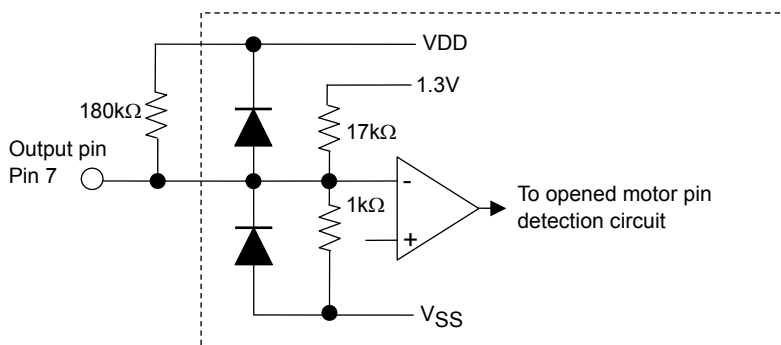 VDD
1.3V
180kΩ
17kΩ
Output pin
Pin 7
-
1kΩ
To opened motor pin
detection circuit
+
VSS